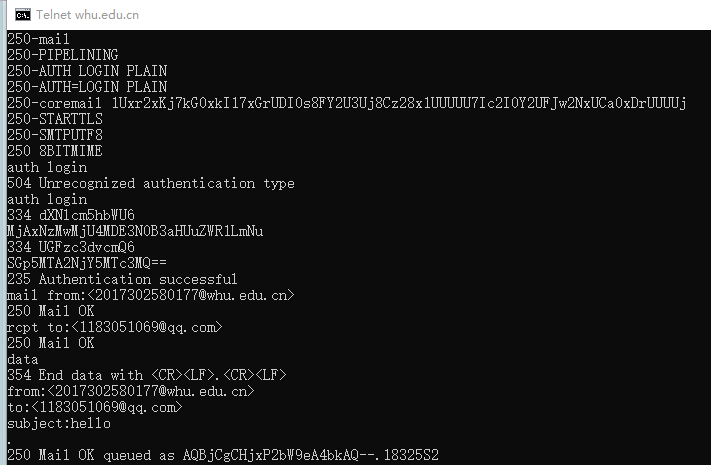 Telnet whu.edu.cn
250-mail
250-PIPELINING
250-AUTH LOGIN PLAIN
250-AUTH=LOGIN PLAIN
250-coremail 1Uxr2xKj7kG0xkI17xGrUDI0s8FY2U3Uj8Cz28x1UUUUU7Ic2I0Y2UFJw2NxUCa0xDrUUUUj
250-STARTTLS
250-SMTPUTF8
250 8BITMIME
auth login
504 Unrecognized authentication type
auth login
334 dXNlcm5hbWU6
MjAxNzMwMjU4MDE3N0B3aHUuZWR1LmNu
334 UGFzc3dvcmQ6
SGp5MTA2NjY5MTc3MQ==
235 Authentication successful
mail from:<2017302580177@whu.edu.cn>
250 Mail OK
rcpt to:<1183051069@qq.com>
250 Mail OK
data
354 End data with <CR><LF>.<CR><LF>
from:<2017302580177@whu.edu.cn>
to:<1183051069@qq.com>
subject:hello
.
250 Mail OK queued as AQBjCgCHjxP2bW9eA4bkAQ--.18325S2